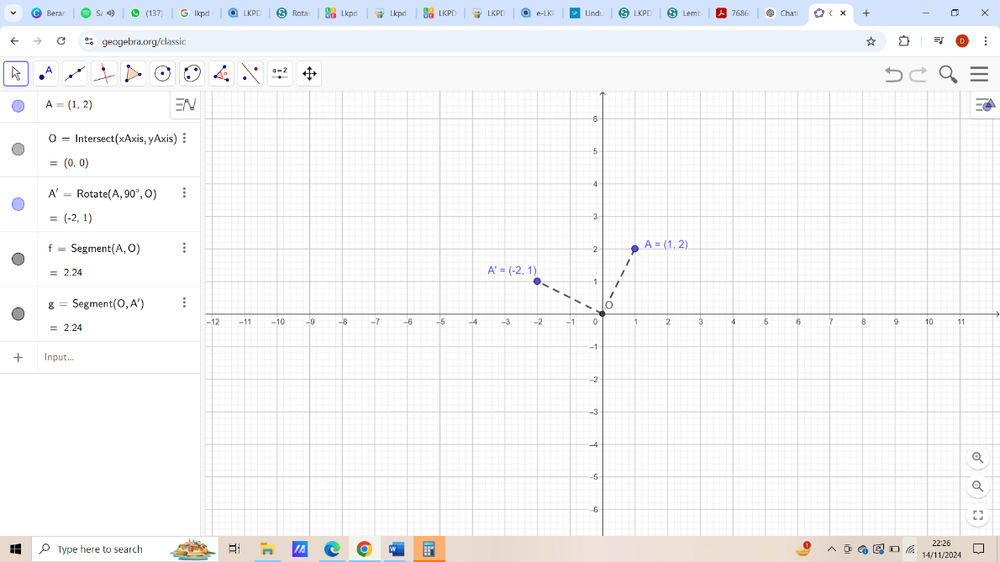 Berar
Sa
(137)
lkpd
LKPD
Rotas
Lkpd
Lkpd
LKPD
LKPD
e-LKP
Undu
LKPD
Lemb
7686
Chat
geogebra.org/classic
D
A
a=2
A = (1, 2)
O = Intersect(xAxis, yAxis)
= (0, 0)
A′ = Rotate(A, 90°, O)
= (-2, 1)
f = Segment(A, O)
= 2.24
g = Segment(O, A′)
= 2.24
+ Input...
6
5
4
3
2
1
A = (1, 2)
A' = (-2, 1)
O
–12 –11 –10 –9 –8 –7 –6 –5 –4 –3 –2 –1 0 1 2 3 4 5 6 7 8 9 10 11
–1
–2
–3
–4
–5
–6
Type here to search
1
22:26
14/11/2024